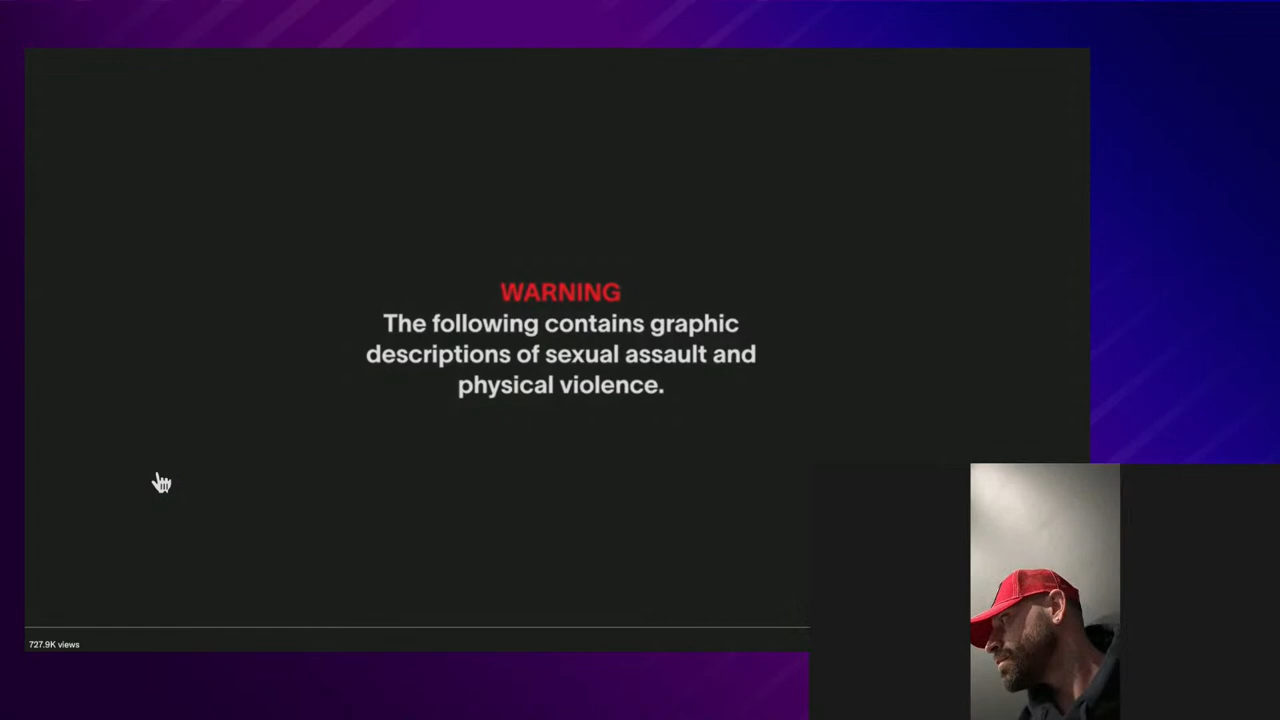 WARNING
The following contains graphic
descriptions of sexual assault and
physical violence.
727.9K views